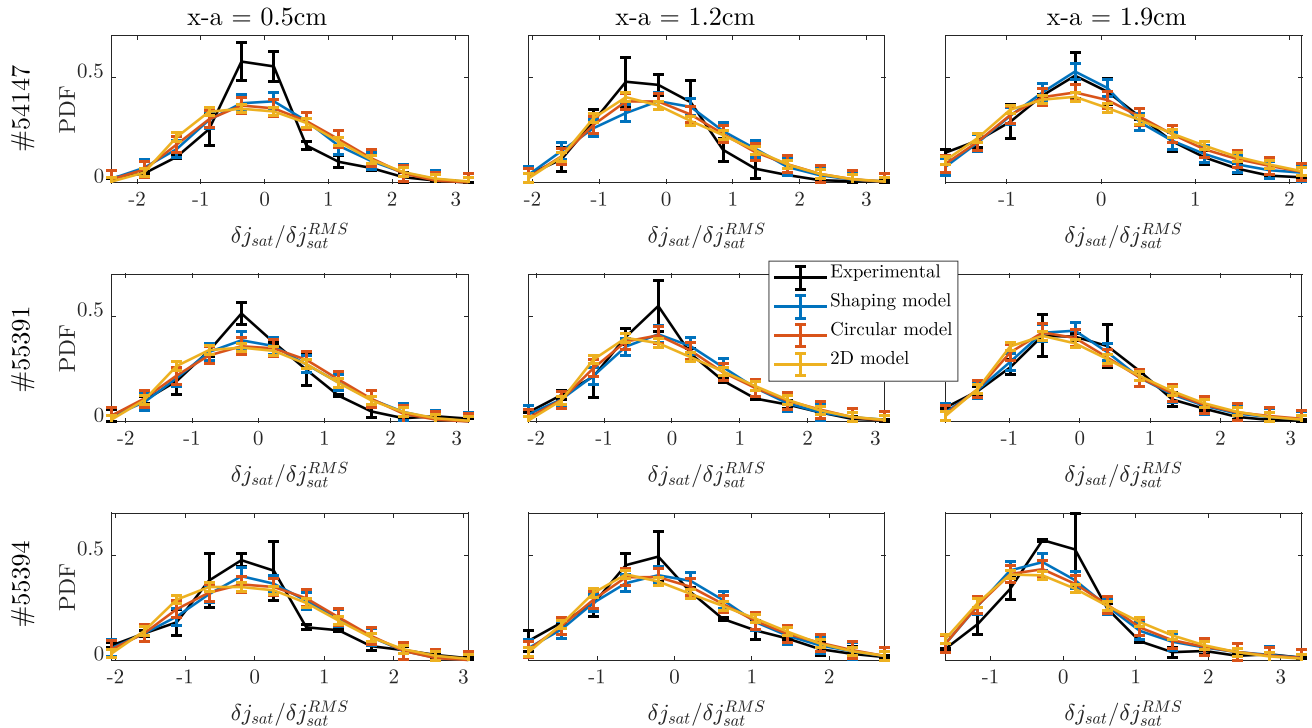 x-a = 0.5cm x-a = 1.2cm x-a = 1.9cm
#54147
PDF
0.5
0
-2 -1 0 1 2 3
-2 -1 0 1 2 3
-1 0 1 2
δj_sat/δj_sat^RMS δj_sat/δj_sat^RMS δj_sat/δj_sat^RMS
Experimental
Shaping model
Circular model
2D model
#55391
PDF
0.5
0
-2 -1 0 1 2 3
-2 -1 0 1 2 3
-1 0 1 2 3
δj_sat/δj_sat^RMS δj_sat/δj_sat^RMS δj_sat/δj_sat^RMS
#55394
PDF
0.5
0
-2 -1 0 1 2 3
-1 0 1 2
-1 0 1 2 3
δj_sat/δj_sat^RMS δj_sat/δj_sat^RMS δj_sat/δj_sat^RMS